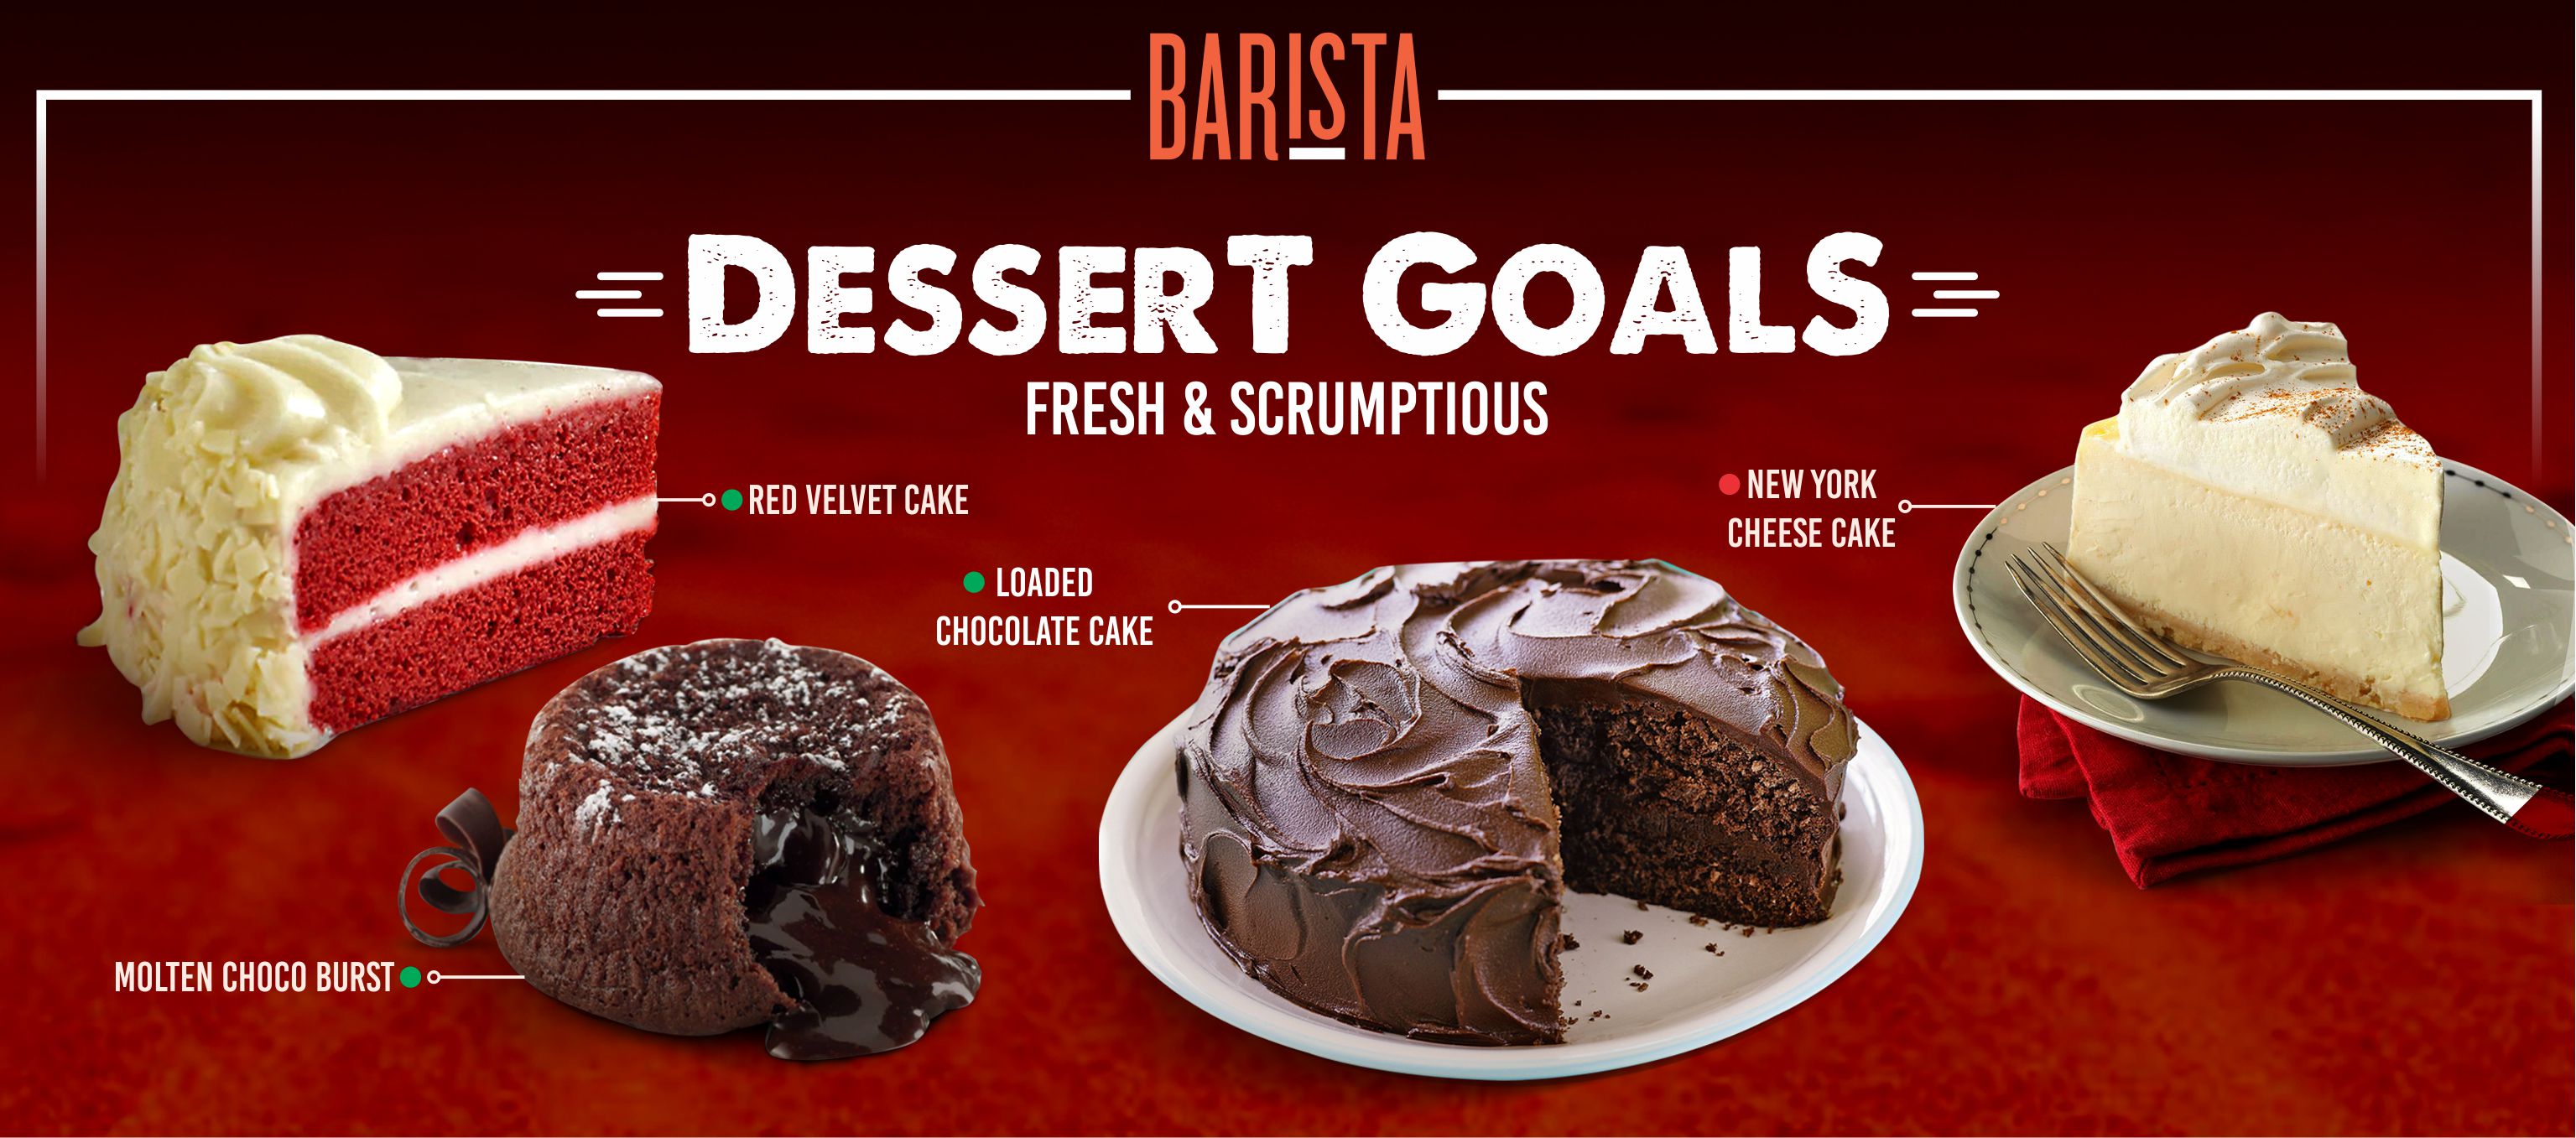 BARISTA
DESSERT GOALS
FRESH & SCRUMPTIOUS
RED VELVET CAKE
NEW YORK
CHEESE CAKE
LOADED
CHOCOLATE CAKE
MOLTEN CHOCO BURST